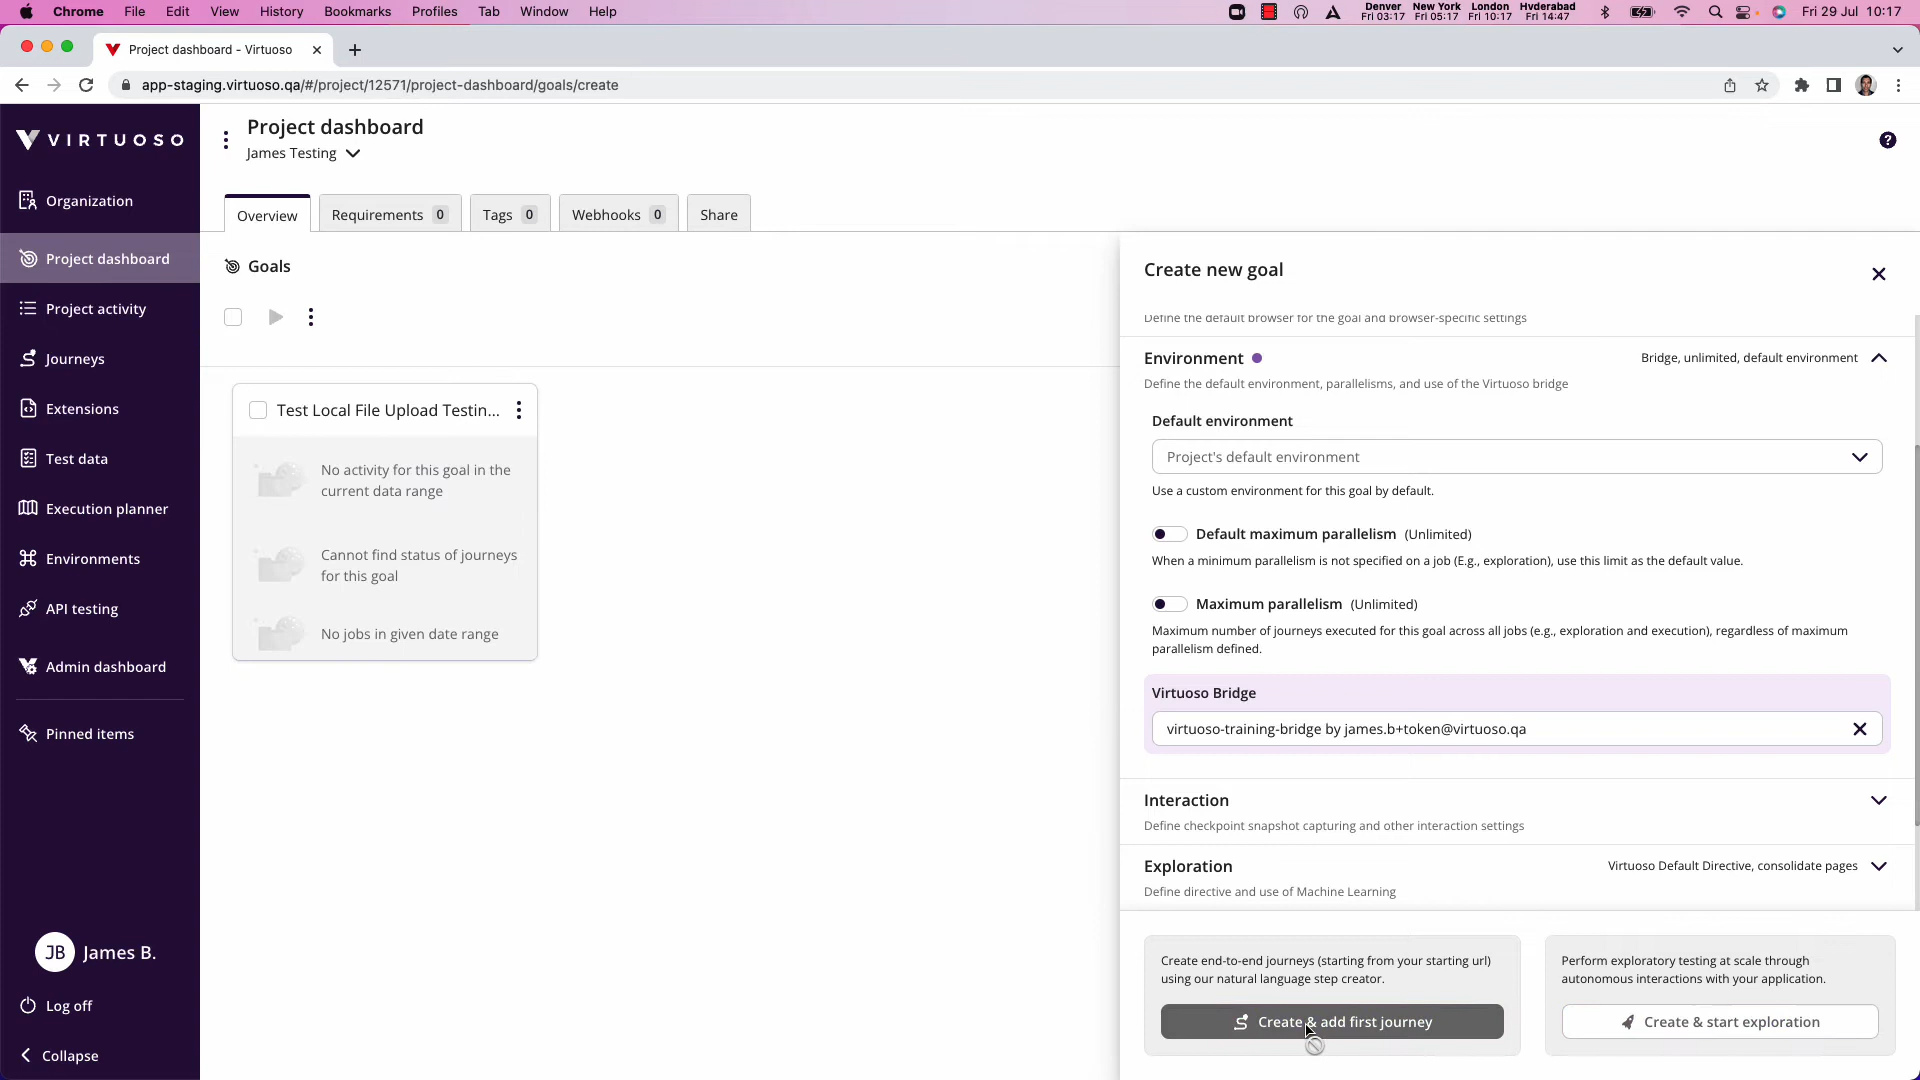 Chrome File Edit View History Bookmarks Profiles Tab Window Help
Denver New York London Hyderabad
Fri 03:17 Fri 05:17 Fri 10:17 Fri 14:47
Fri 29 Jul 10:17
Project dashboard - Virtuoso
app-staging.virtuoso.qa/#/project/12571/project-dashboard/goals/create
VIRTUOSO
Organization
Project dashboard
Project activity
Journeys
Extensions
Test data
Execution planner
Environments
API testing
Admin dashboard
Pinned items
JB James B.
Log off
Collapse
Project dashboard
James Testing
Overview
Requirements 0
Tags 0
Webhooks 0
Share
Goals
Test Local File Upload Testin...
No activity for this goal in the
current data range
Cannot find status of journeys
for this goal
No jobs in given date range
Create new goal
Define the default browser for the goal and browser-specific settings
Environment
Bridge, unlimited, default environment
Define the default environment, parallelisms, and use of the Virtuoso bridge
Default environment
Project's default environment
Use a custom environment for this goal by default.
Default maximum parallelism (Unlimited)
When a minimum parallelism is not specified on a job (E.g., exploration), use this limit as the default value.
Maximum parallelism (Unlimited)
Maximum number of journeys executed for this goal across all jobs (e.g., exploration and execution), regardless of maximum
parallelism defined.
Virtuoso Bridge
virtuoso-training-bridge by james.b+token@virtuoso.qa
Interaction
Define checkpoint snapshot capturing and other interaction settings
Exploration
Virtuoso Default Directive, consolidate pages
Define directive and use of Machine Learning
Create end-to-end journeys (starting from your starting url)
using our natural language step creator.
Create & add first journey
Perform exploratory testing at scale through
autonomous interactions with your application.
Create & start exploration